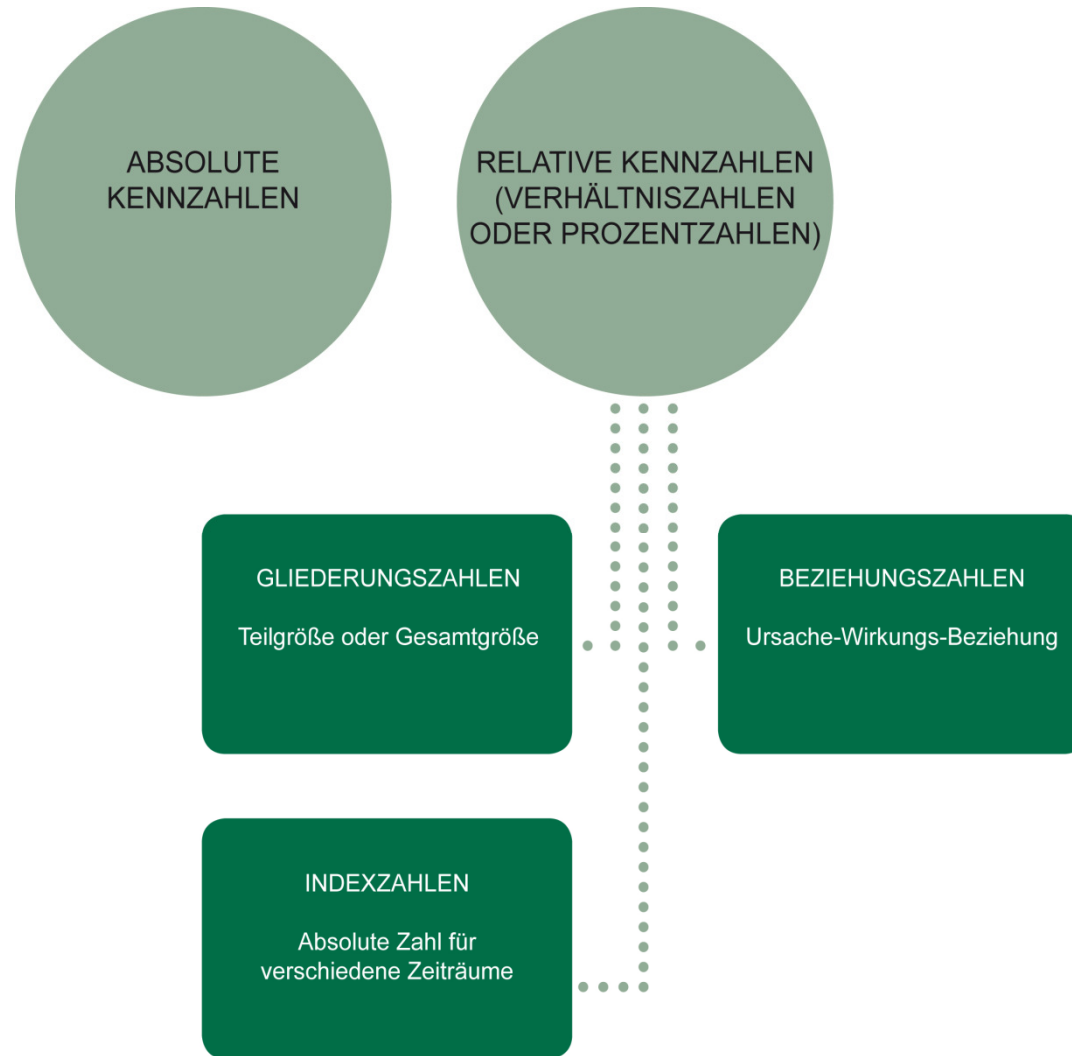 ABSOLUTE
KENNZAHLEN
RELATIVE KENNZAHLEN
(VERHÄLTNISZAHLEN
ODER PROZENTZAHLEN)
GLIEDERUNGSZAHLEN
Teilgröße oder Gesamtgröße
BEZIEHUNGSZAHLEN
Ursache-Wirkungs-Beziehung
INDEXZAHLEN
Absolute Zahl für
verschiedene Zeiträume